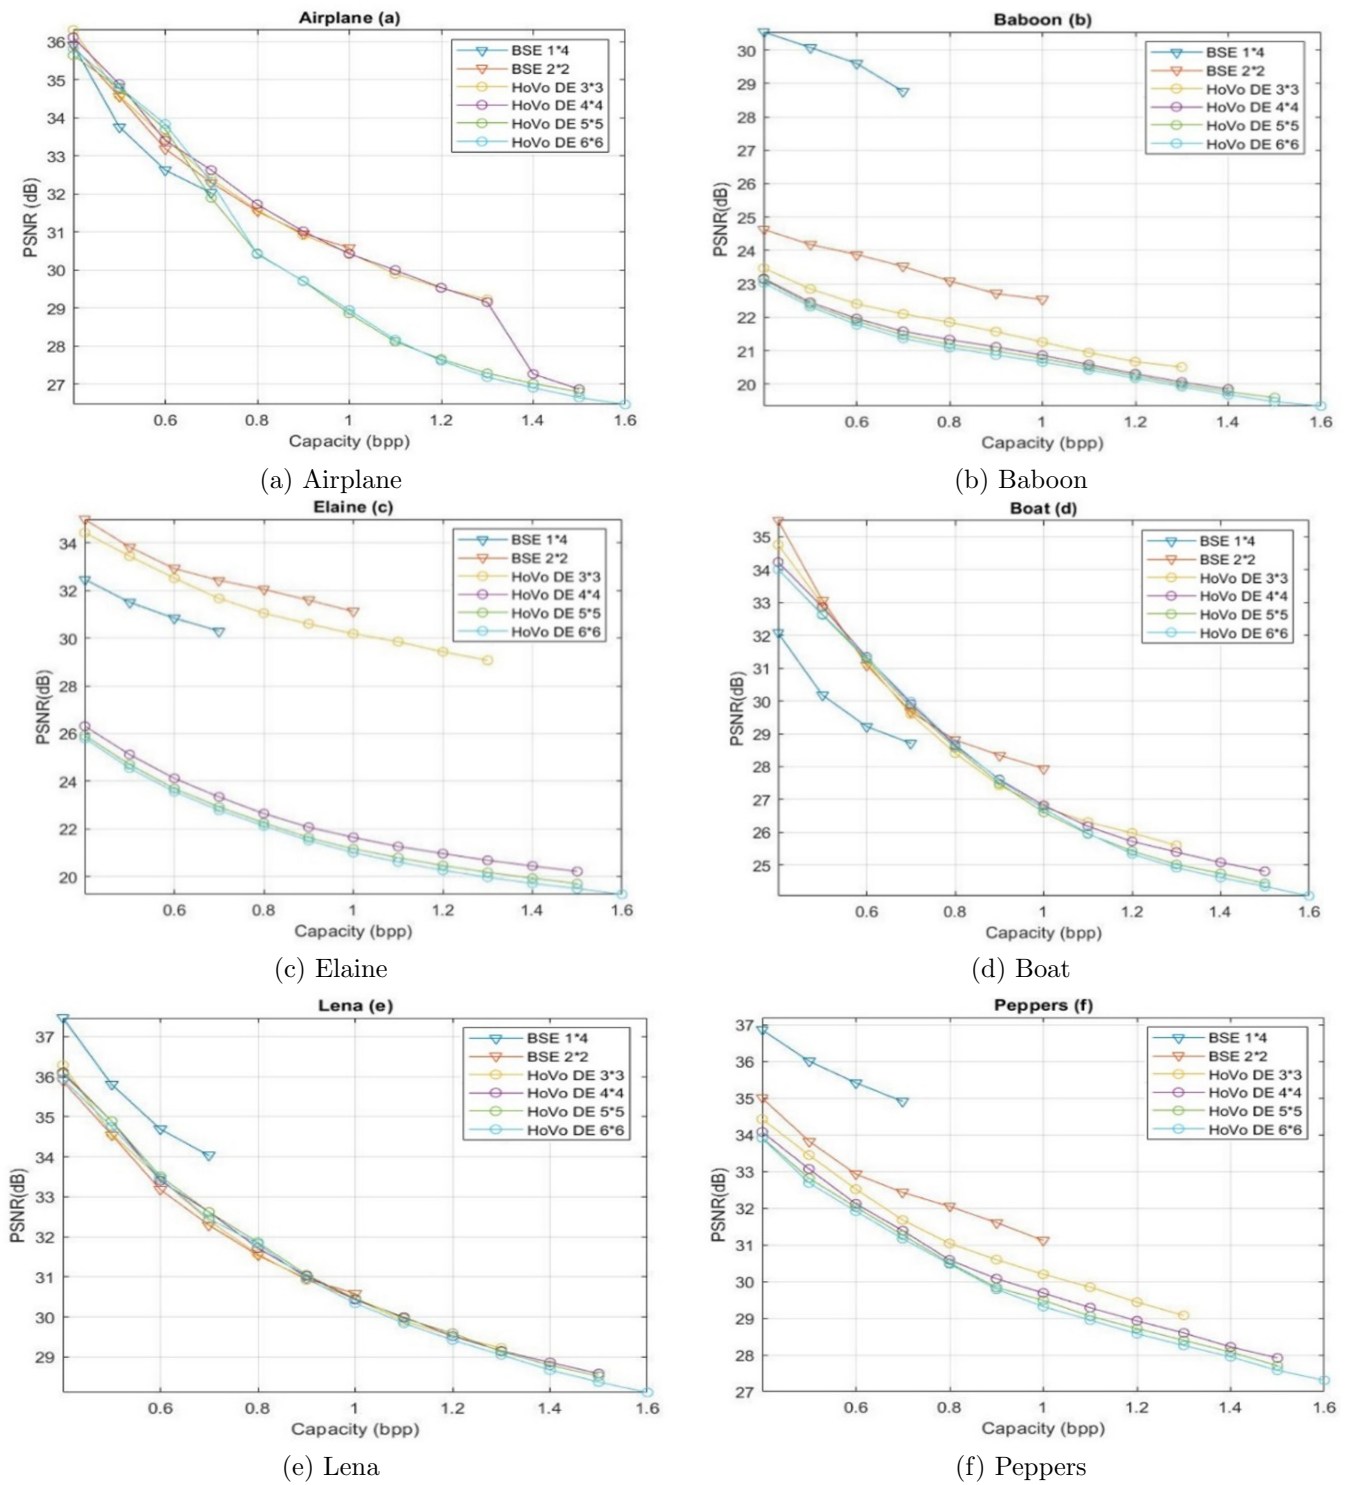 Airplane (a)
PSNR (dB)
36
35
34
33
32
31
30
29
28
27
BSE 1*4
BSE 2*2
HoVo DE 3*3
HoVo DE 4*4
HoVo DE 5*5
HoVo DE 6*6
0.6 0.8 1 1.2 1.4 1.6
Capacity (bpp)
(a) Airplane
Baboon (b)
PSNR(dB)
30
29
28
27
26
25
24
23
22
21
20
BSE 1*4
BSE 2*2
HoVo DE 3*3
HoVo DE 4*4
HoVo DE 5*5
HoVo DE 6*6
0.6 0.8 1 1.2 1.4 1.6
Capacity (bpp)
(b) Baboon
Elaine (c)
PSNR(dB)
34
32
30
28
26
24
22
20
BSE 1*4
BSE 2*2
HoVo DE 3*3
HoVo DE 4*4
HoVo DE 5*5
HoVo DE 6*6
0.6 0.8 1 1.2 1.4 1.6
Capacity (bpp)
(c) Elaine
Boat (d)
PSNR(dB)
35
34
33
32
31
30
29
28
27
26
25
BSE 1*4
BSE 2*2
HoVo DE 3*3
HoVo DE 4*4
HoVo DE 5*5
HoVo DE 6*6
0.6 0.8 1 1.2 1.4 1.6
Capacity (bpp)
(d) Boat
Lena (e)
PSNR(dB)
37
36
35
34
33
32
31
30
29
BSE 1*4
BSE 2*2
HoVo DE 3*3
HoVo DE 4*4
HoVo DE 5*5
HoVo DE 6*6
0.6 0.8 1 1.2 1.4 1.6
Capacity (bpp)
(e) Lena
Peppers (f)
PSNR(dB)
37
36
35
34
33
32
31
30
29
28
27
BSE 1*4
BSE 2*2
HoVo DE 3*3
HoVo DE 4*4
HoVo DE 5*5
HoVo DE 6*6
0.6 0.8 1 1.2 1.4 1.6
Capacity (bpp)
(f) Peppers